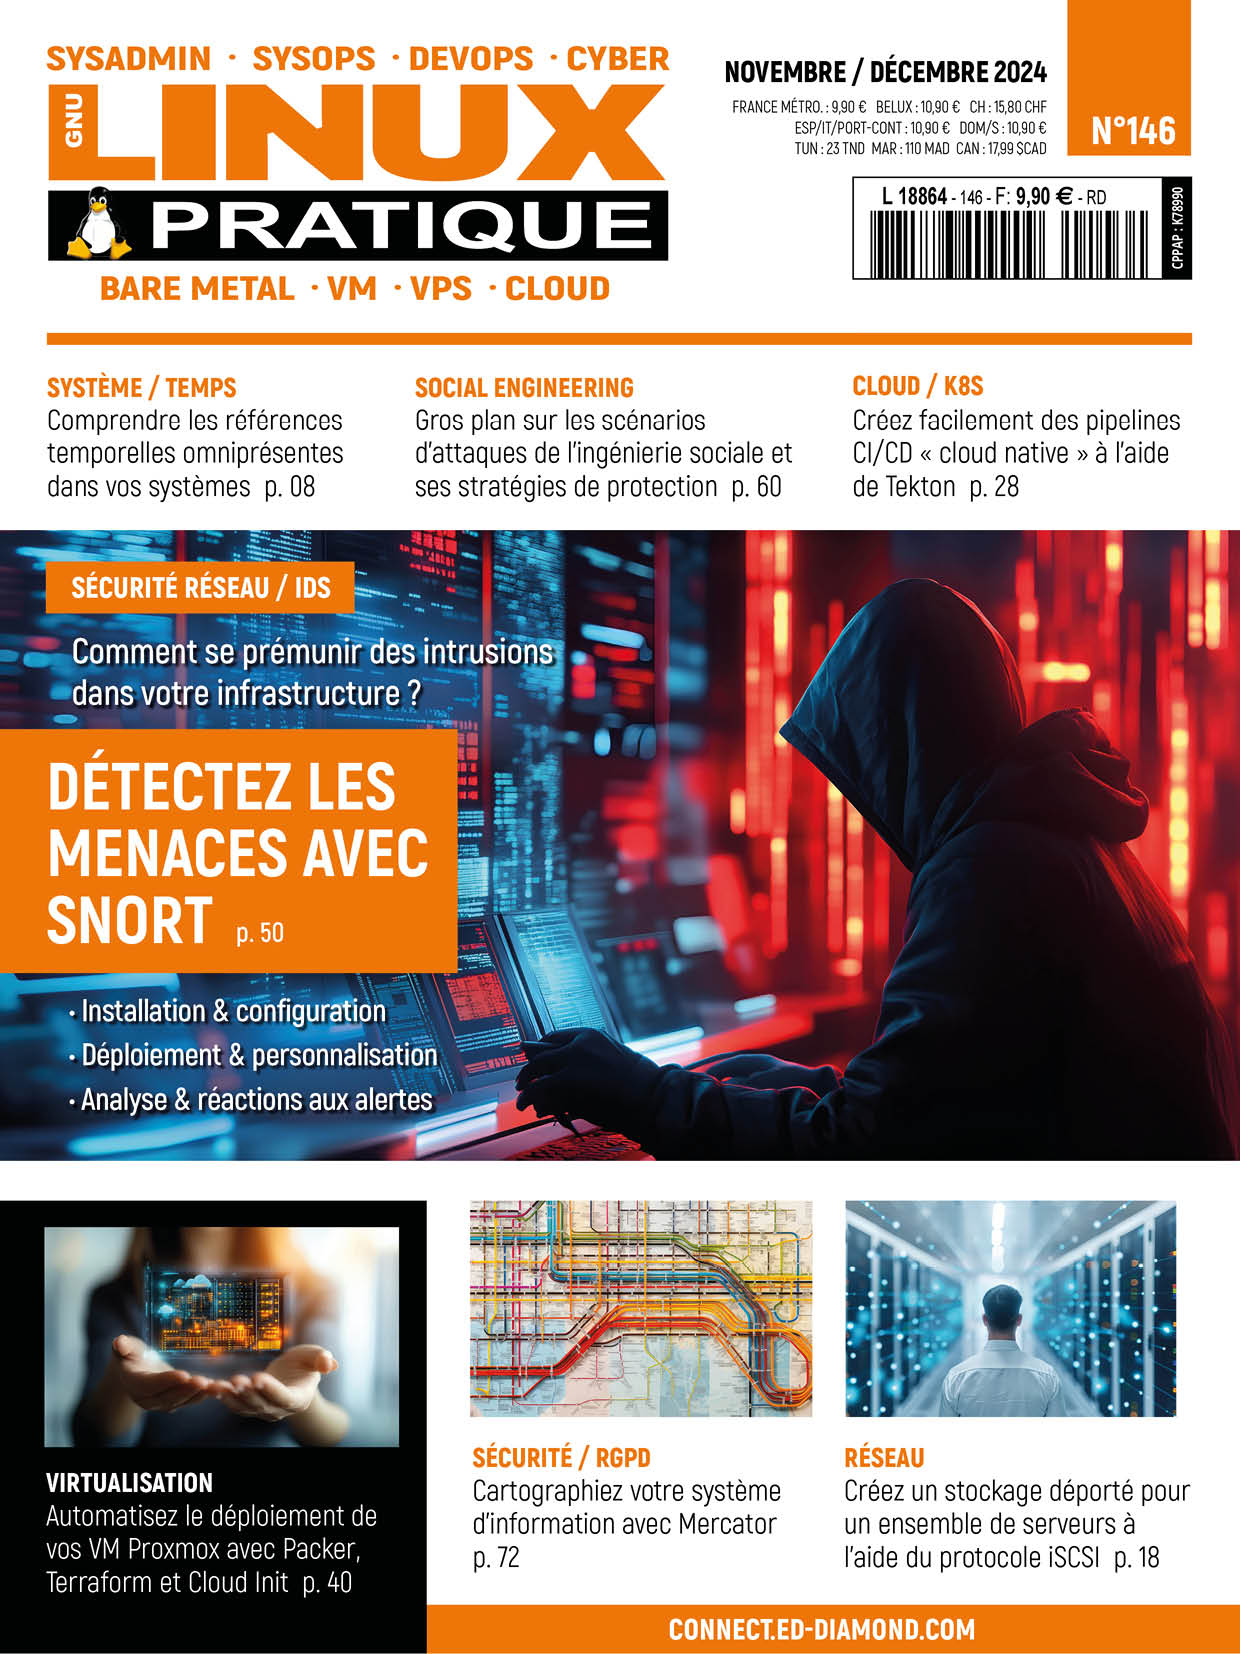 SYSADMIN · SYSOPS · DEVOPS · CYBER
GNU
LINUX
PRATIQUE
BARE METAL · VM · VPS · CLOUD
NOVEMBRE / DÉCEMBRE 2024
FRANCE MÉTRO. : 9,90 € BELUX : 10,90 € CH : 15,80 CHF
ESP/IT/PORT-CONT : 10,90 € DOM/S : 10,90 €
TUN : 23 TND MAR : 110 MAD CAN : 17,99 $CAD
N°146
L 18864 - 146 - F: 9,90 € - RD
CPPAP : K78990
SYSTÈME / TEMPS
Comprendre les références
temporelles omniprésentes
dans vos systèmes p. 08
SOCIAL ENGINEERING
Gros plan sur les scénarios
d'attaques de l'ingénierie sociale et
ses stratégies de protection p. 60
CLOUD / K8S
Créez facilement des pipelines
CI/CD « cloud native » à l'aide
de Tekton p. 28
SÉCURITÉ RÉSEAU / IDS
Comment se prémunir des intrusions
dans votre infrastructure ?
DÉTECTEZ LES
MENACES AVEC
SNORT p. 50
· Installation & configuration
· Déploiement & personnalisation
· Analyse & réactions aux alertes
VIRTUALISATION
Automatisez le déploiement de
vos VM Proxmox avec Packer,
Terraform et Cloud Init p. 40
SÉCURITÉ / RGPD
Cartographiez votre système
d'information avec Mercator
p. 72
RÉSEAU
Créez un stockage déporté pour
un ensemble de serveurs à
l'aide du protocole iSCSI p. 18
CONNECT.ED-DIAMOND.COM